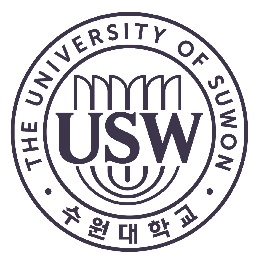 THE UNIVERSITY OF SUWON
USW
수원대학교